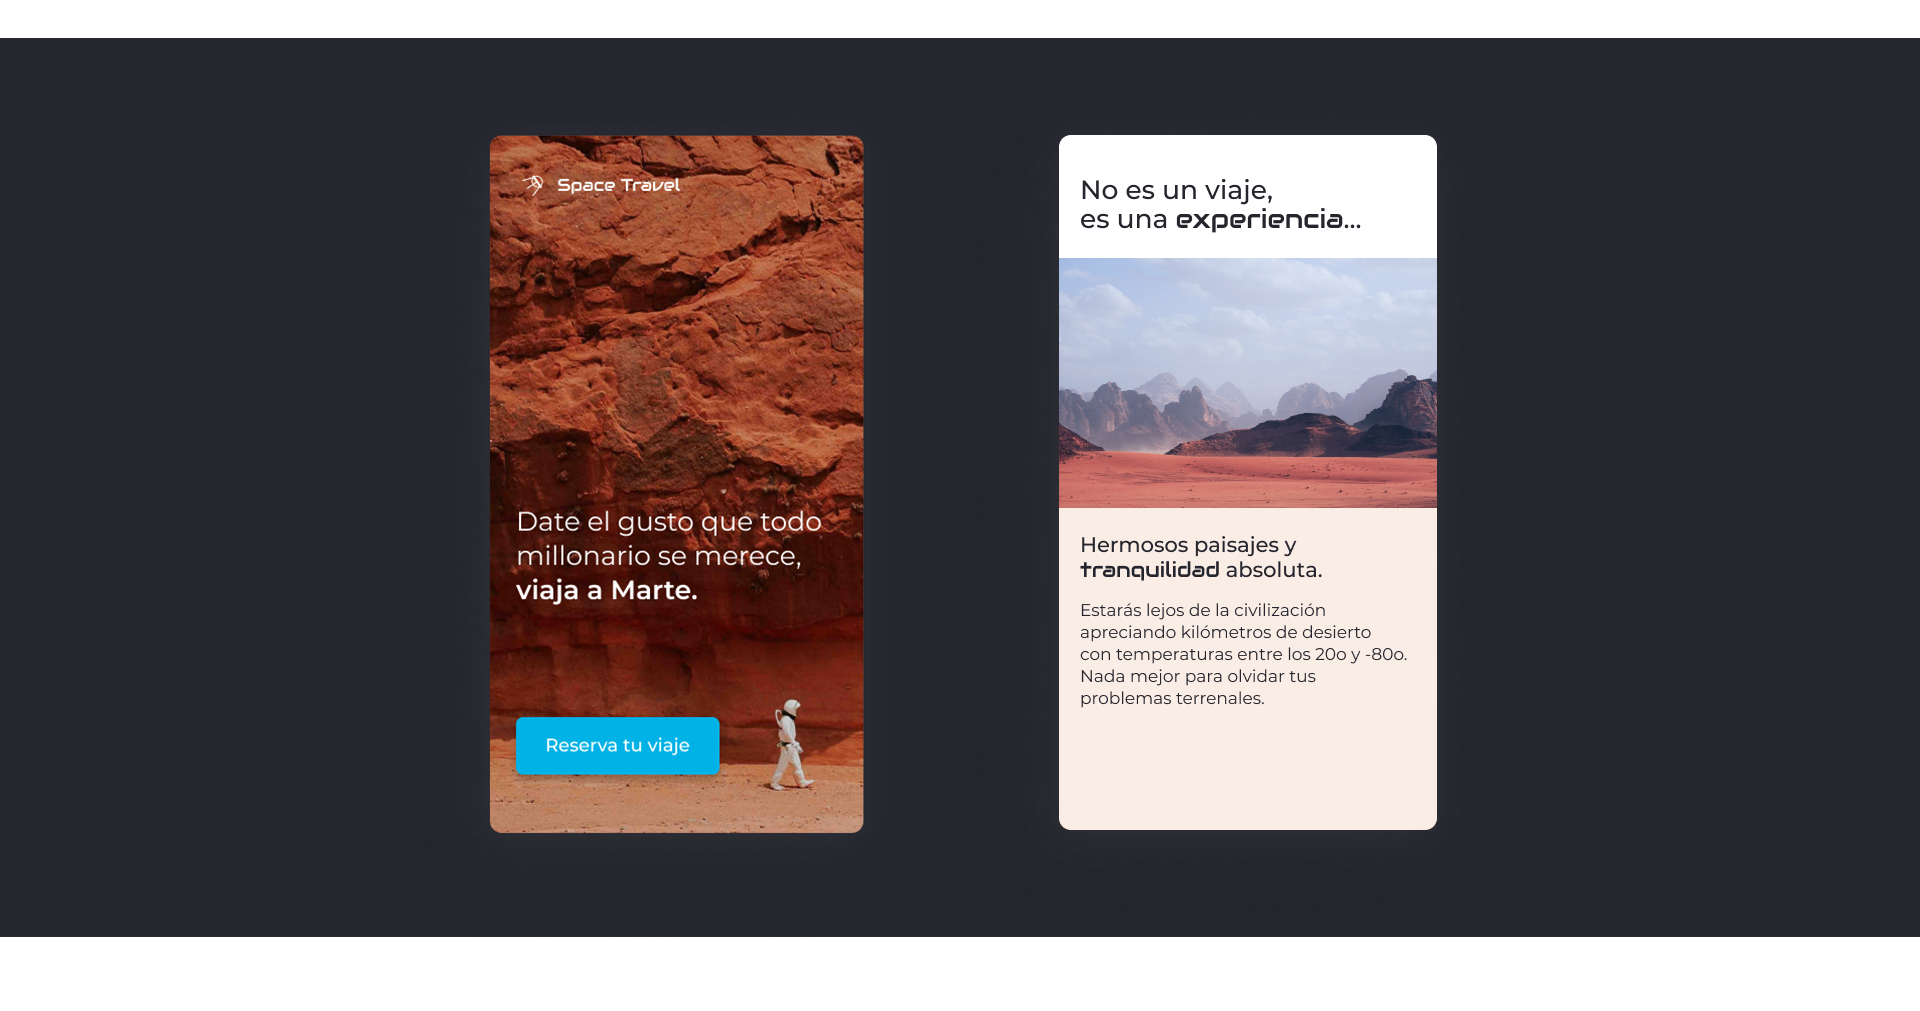 Space Travel
Date el gusto que todo
millonario se merece,
viaja a Marte.
Reserva tu viaje
No es un viaje,
es una experiencia...
Hermosos paisajes y
tranquilidad absoluta.
Estarás lejos de la civilización
apreciando kilómetros de desierto
con temperaturas entre los 20o y -80o.
Nada mejor para olvidar tus
problemas terrenales.